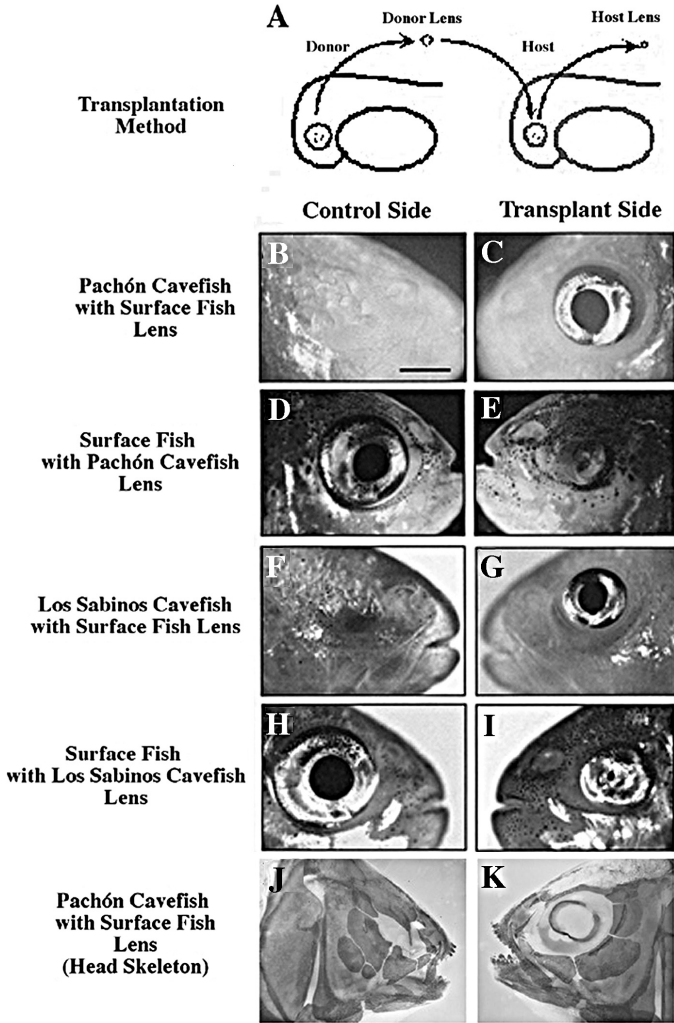 A
Donor Lens
Host Lens
Donor
Host
Transplantation
Method
Control Side
Transplant Side
B
C
Pachón Cavefish
with Surface Fish
Lens
D
E
Surface Fish
with Pachón Cavefish
Lens
F
G
Los Sabinos Cavefish
with Surface Fish Lens
H
I
Surface Fish
with Los Sabinos Cavefish
Lens
J
K
Pachón Cavefish
with Surface Fish
Lens
(Head Skeleton)